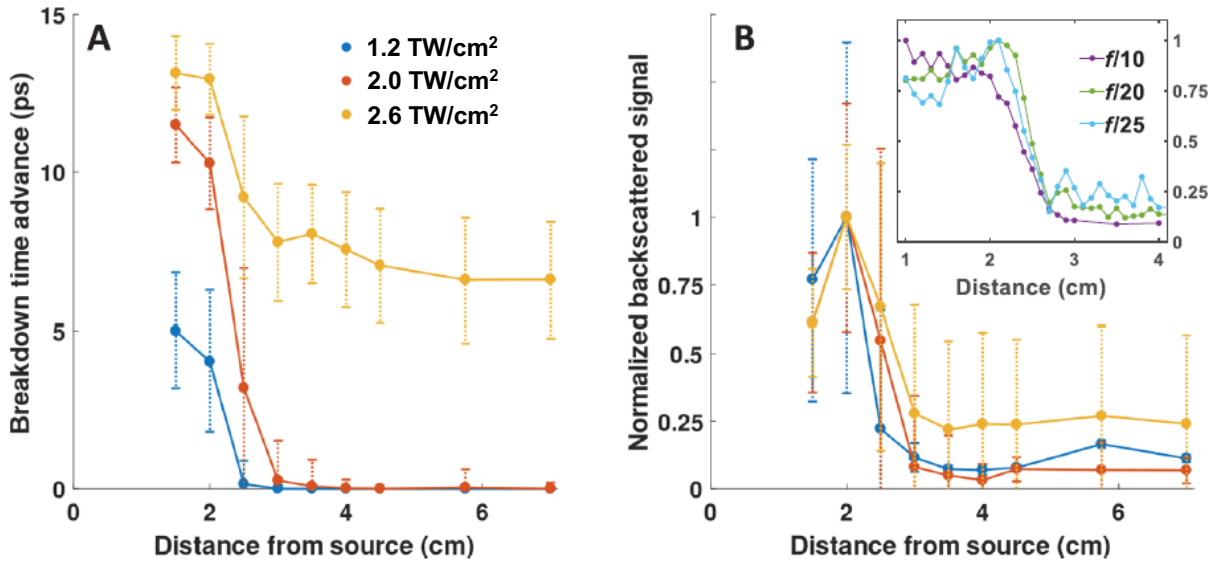 A
15
10
5
0
Breakdown time advance (ps)
1.2 TW/cm²
2.0 TW/cm²
2.6 TW/cm²
0
2
4
6
Distance from source (cm)
B
1
0.75
0.5
0.25
0
Normalized backscattered signal
0
2
4
6
Distance from source (cm)
f/10
f/20
f/25
1
0.75
0.5
0.25
0
1
2
3
4
Distance (cm)